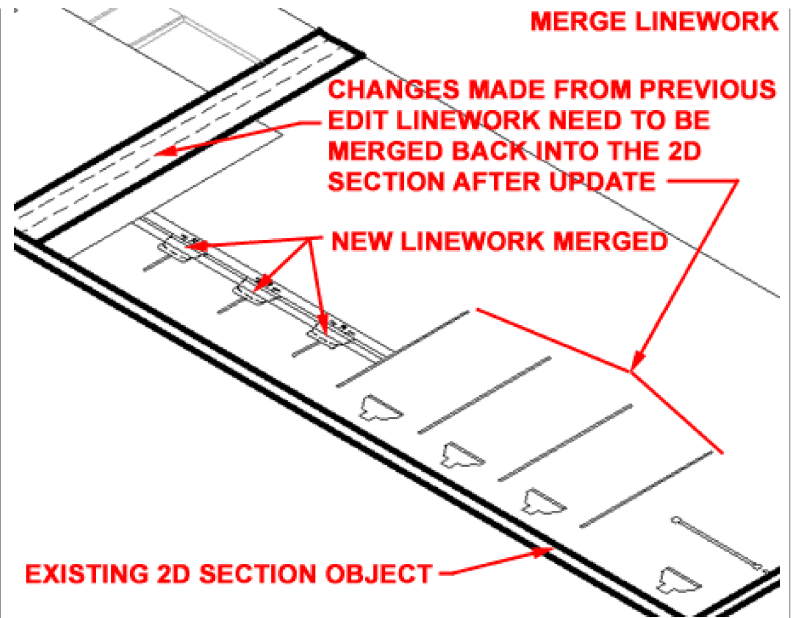 MERGE LINEWORK
CHANGES MADE FROM PREVIOUS
EDIT LINEWORK NEED TO BE
MERGED BACK INTO THE 2D
SECTION AFTER UPDATE
NEW LINEWORK MERGED
EXISTING 2D SECTION OBJECT